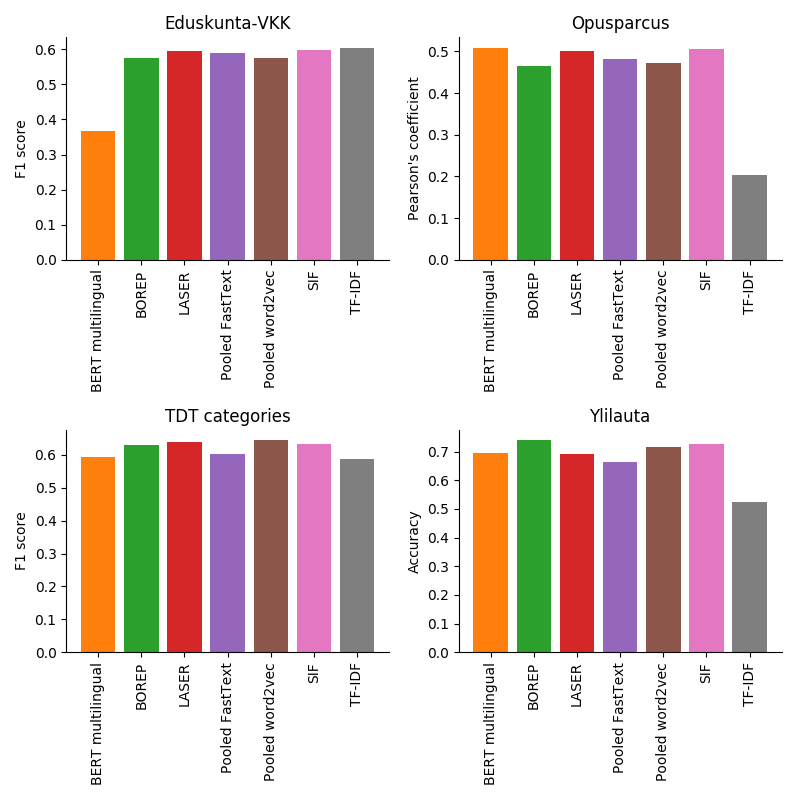 Eduskunta-VKK
F1 score
0.6
0.5
0.4
0.3
0.2
0.1
0.0
BERT multilingual
BOREP
LASER
Pooled FastText
Pooled word2vec
SIF
TF-IDF
Opusparcus
Pearson's coefficient
0.5
0.4
0.3
0.2
0.1
0.0
BERT multilingual
BOREP
LASER
Pooled FastText
Pooled word2vec
SIF
TF-IDF
TDT categories
F1 score
0.6
0.5
0.4
0.3
0.2
0.1
0.0
BERT multilingual
BOREP
LASER
Pooled FastText
Pooled word2vec
SIF
TF-IDF
Ylilauta
Accuracy
0.7
0.6
0.5
0.4
0.3
0.2
0.1
0.0
BERT multilingual
BOREP
LASER
Pooled FastText
Pooled word2vec
SIF
TF-IDF